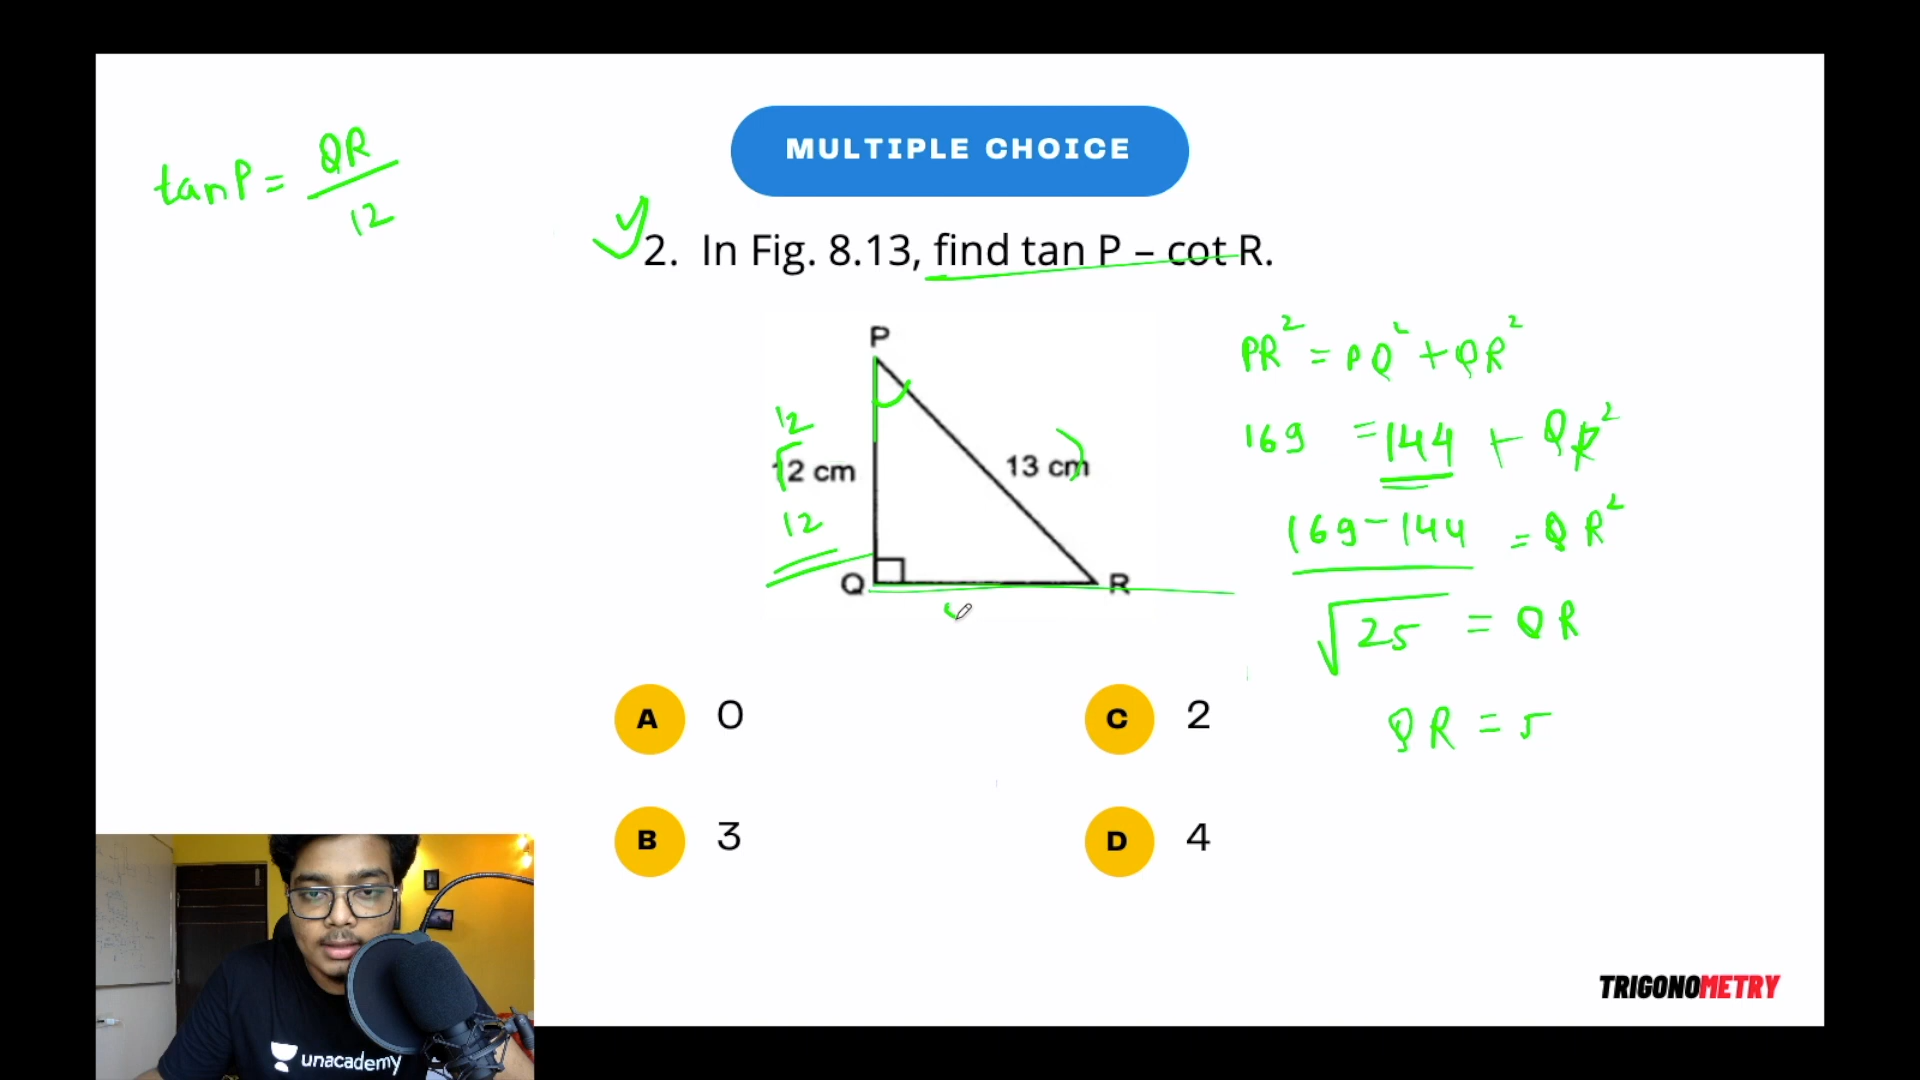 MULTIPLE CHOICE
tan P = QR / 12
2. In Fig. 8.13, find tan P – cot R.
P
12
12 cm
13 cm
12
Q
R
PR² = PQ² + QR²
169 = 144 + QR²
169 - 144 = QR²
√25 = QR
QR = 5
A 0
C 2
B 3
D 4
TRIGONOMETRY
unacademy